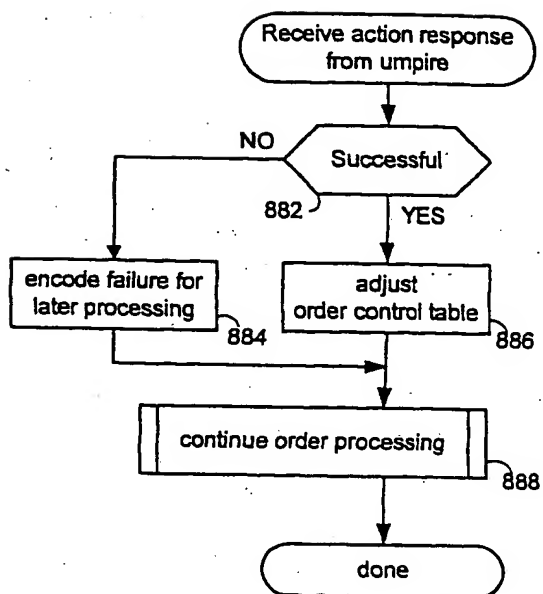 Receive action response
from umpire
NO
Successful
882
YES
encode failure for
later processing
884
adjust
order control table
886
continue order processing
888
done